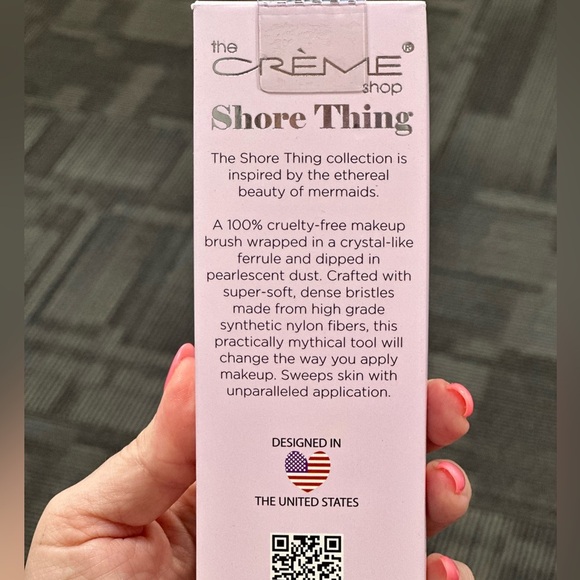 the
CRÈME®
shop
Shore Thing
The Shore Thing collection is
inspired by the ethereal
beauty of mermaids.
A 100% cruelty-free makeup
brush wrapped in a crystal-like
ferrule and dipped in
pearlescent dust. Crafted with
super-soft, dense bristles
made from high grade
synthetic nylon fibers, this
practically mythical tool will
change the way you apply
makeup. Sweeps skin with
unparalleled application.
DESIGNED IN
THE UNITED STATES